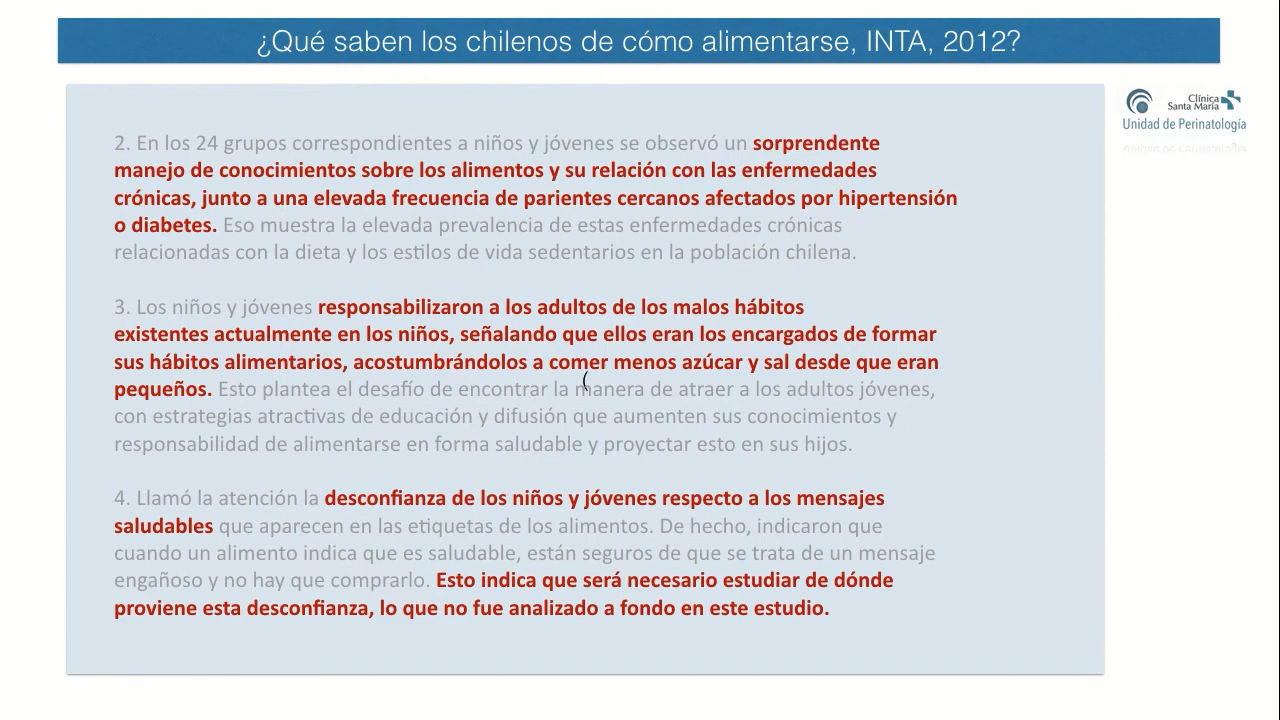 ¿Qué saben los chilenos de cómo alimentarse, INTA, 2012?
Clínica
Santa María
Unidad de Perinatología
2. En los 24 grupos correspondientes a niños y jóvenes se observó un sorprendente
manejo de conocimientos sobre los alimentos y su relación con las enfermedades
crónicas, junto a una elevada frecuencia de parientes cercanos afectados por hipertensión
o diabetes. Eso muestra la elevada prevalencia de estas enfermedades crónicas
relacionadas con la dieta y los estilos de vida sedentarios en la población chilena.
3. Los niños y jóvenes responsabilizaron a los adultos de los malos hábitos
existentes actualmente en los niños, señalando que ellos eran los encargados de formar
sus hábitos alimentarios, acostumbrándolos a comer menos azúcar y sal desde que eran
pequeños. Esto plantea el desafío de encontrar la manera de atraer a los adultos jóvenes,
con estrategias atractivas de educación y difusión que aumenten sus conocimientos y
responsabilidad de alimentarse en forma saludable y proyectar esto en sus hijos.
4. Llamó la atención la desconfianza de los niños y jóvenes respecto a los mensajes
saludables que aparecen en las etiquetas de los alimentos. De hecho, indicaron que
cuando un alimento indica que es saludable, están seguros de que se trata de un mensaje
engañoso y no hay que comprarlo. Esto indica que será necesario estudiar de dónde
proviene esta desconfianza, lo que no fue analizado a fondo en este estudio.